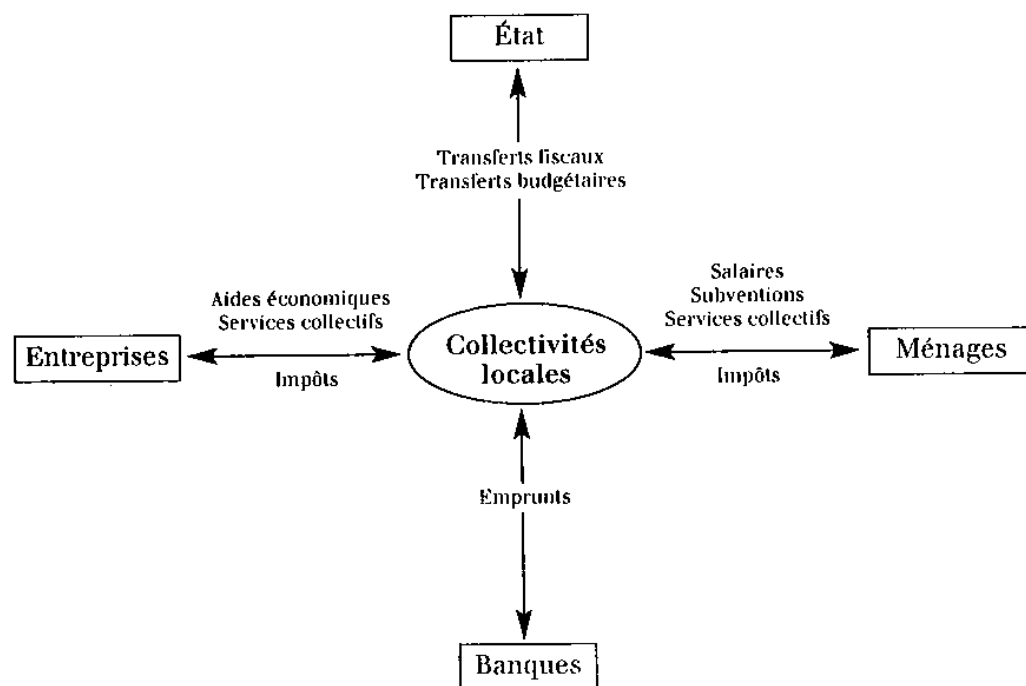 État
Transferts fiscaux
Transferts budgétaires
Aides économiques
Services collectifs
Salaires
Subventions
Services collectifs
Entreprises
Collectivités
locales
Ménages
Impôts
Impôts
Emprunts
Banques